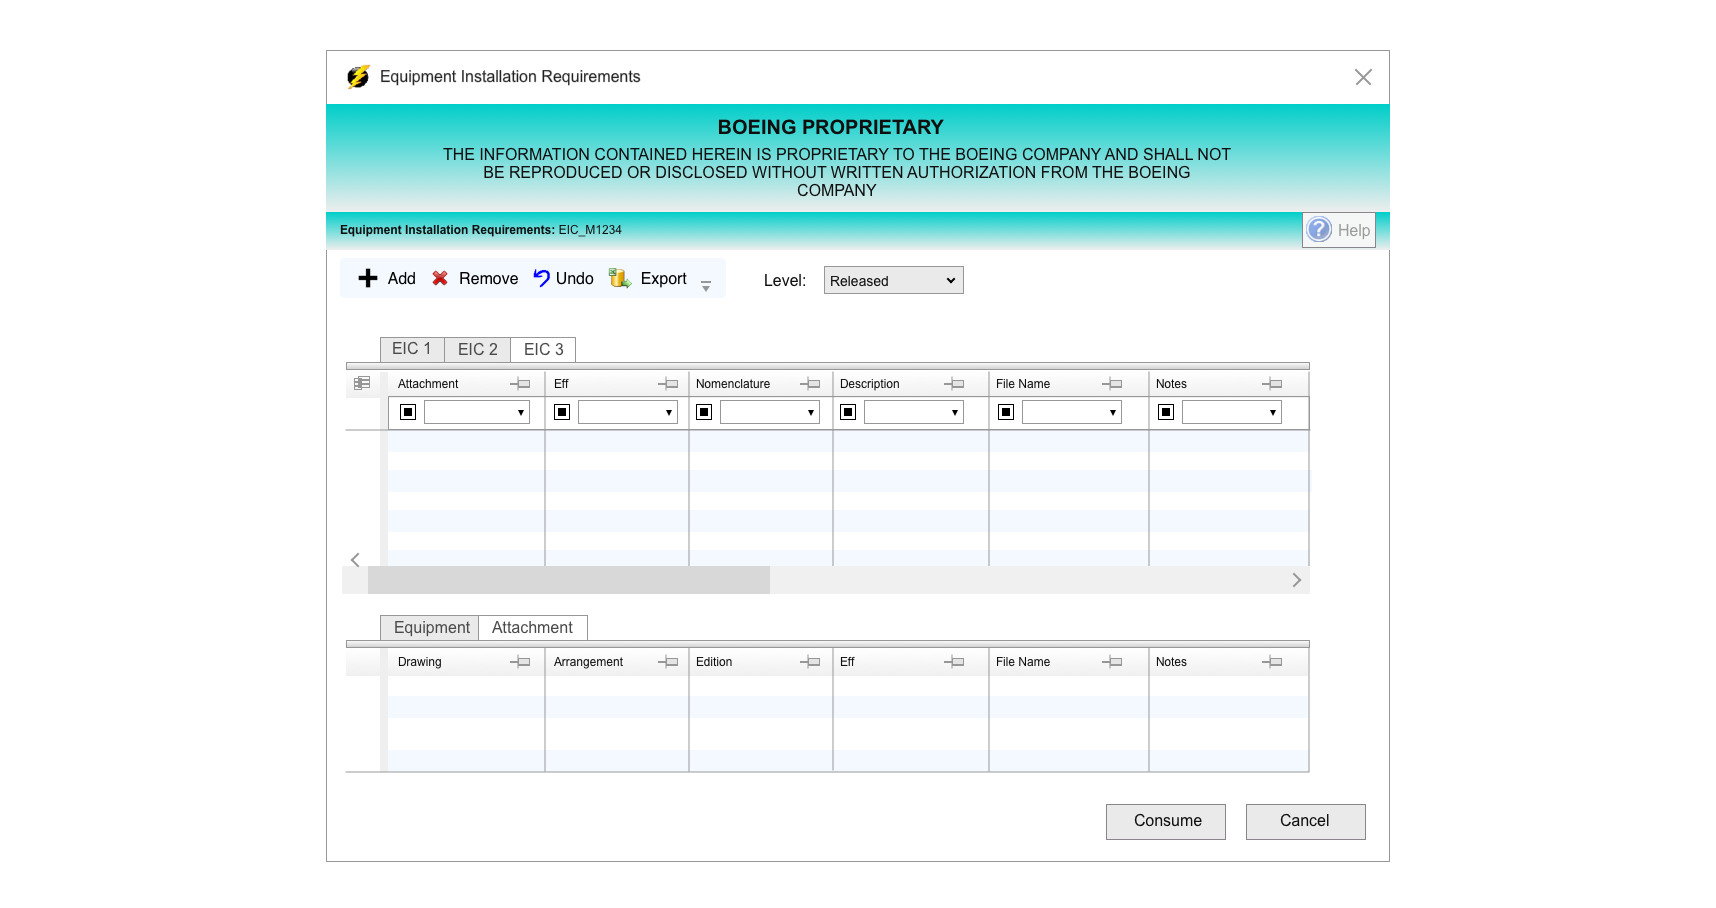 Equipment Installation Requirements
BOEING PROPRIETARY
THE INFORMATION CONTAINED HEREIN IS PROPRIETARY TO THE BOEING COMPANY AND SHALL NOT
BE REPRODUCED OR DISCLOSED WITHOUT WRITTEN AUTHORIZATION FROM THE BOEING
COMPANY
Equipment Installation Requirements: EIC_M1234
? Help
Add Remove Undo Export Level: Released
EIC 1 EIC 2 EIC 3
Attachment Eff Nomenclature Description File Name Notes
Equipment Attachment
Drawing Arrangement Edition Eff File Name Notes
Consume Cancel